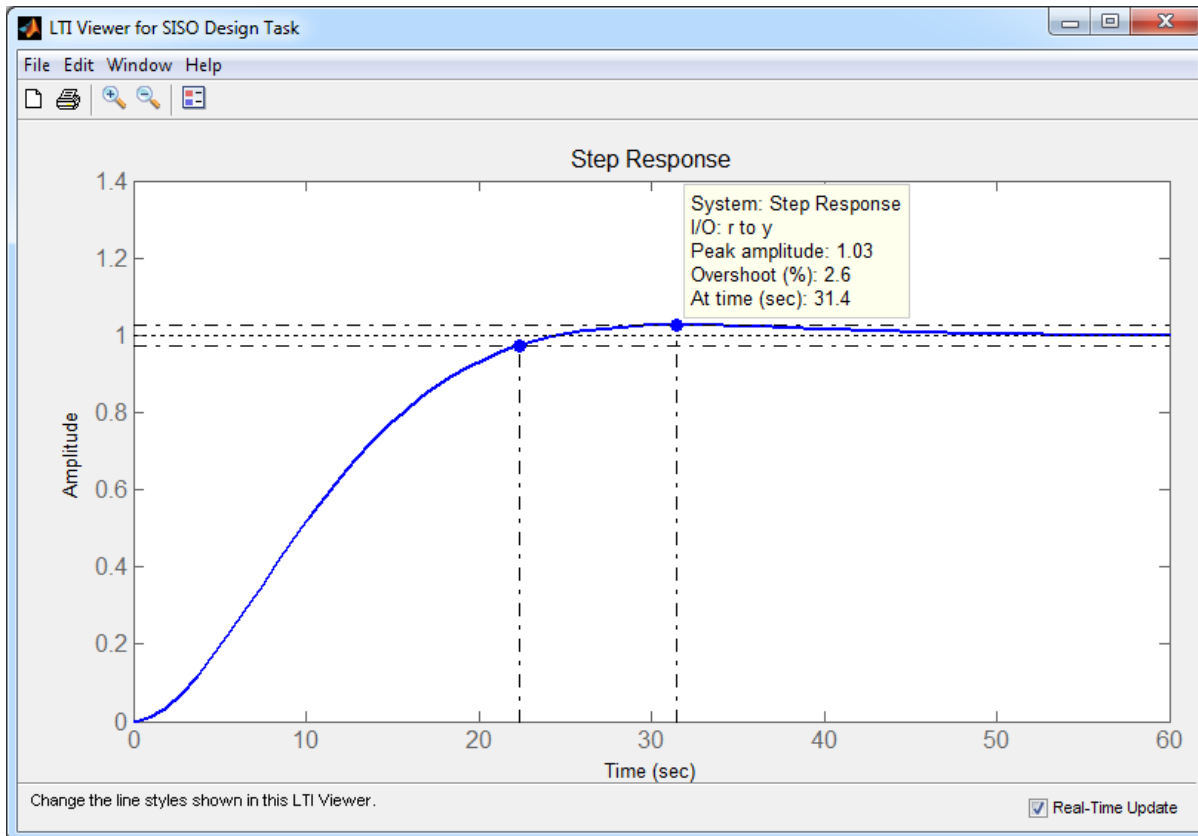 LTI Viewer for SISO Design Task
File Edit Window Help
Step Response
1.4
1.2
1
0.8
0.6
0.4
0.2
0
Amplitude
System: Step Response
I/O: r to y
Peak amplitude: 1.03
Overshoot (%): 2.6
At time (sec): 31.4
0 10 20 30 40 50 60
Time (sec)
Change the line styles shown in this LTI Viewer.
Real-Time Update